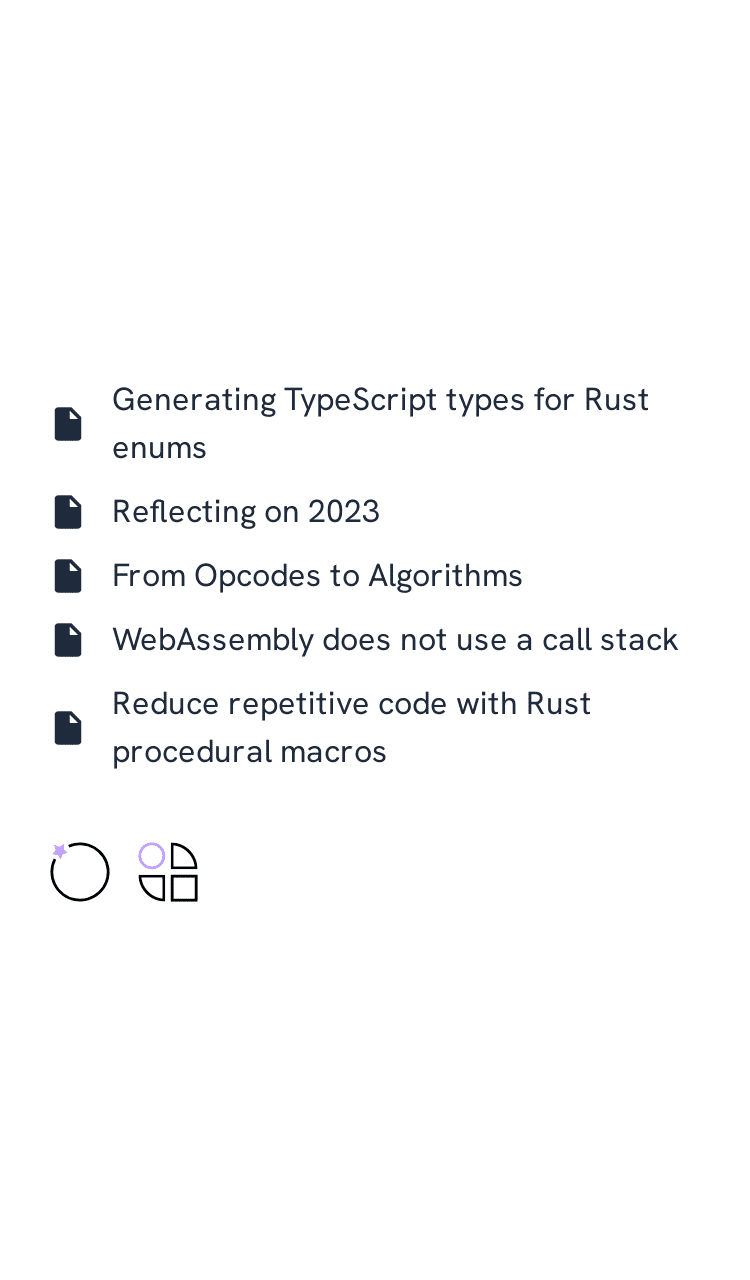 Generating TypeScript types for Rust
enums
Reflecting on 2023
From Opcodes to Algorithms
WebAssembly does not use a call stack
Reduce repetitive code with Rust
procedural macros